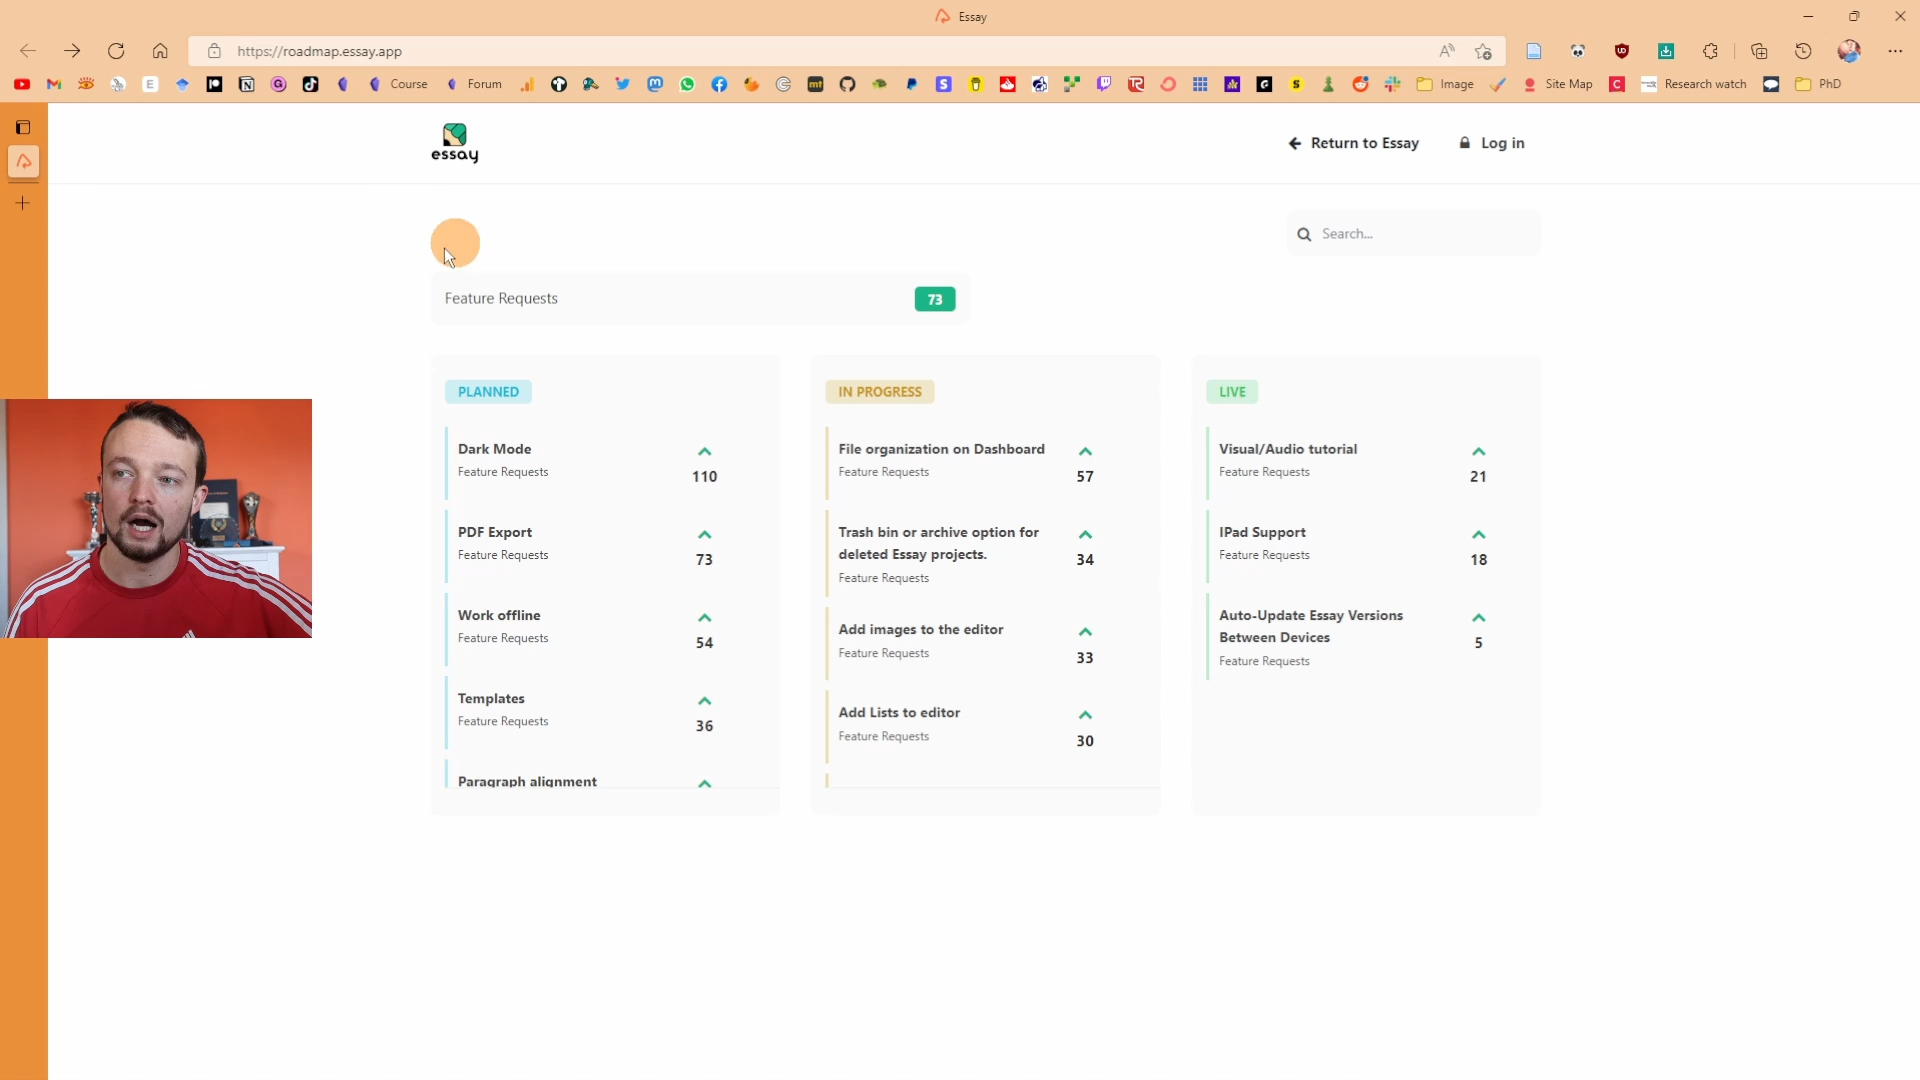 Essay
https://roadmap.essay.app
Course
Forum
Image
Site Map
Research watch
PhD
essay
Return to Essay
Log in
Search...
Feature Requests
73
PLANNED
Dark Mode
Feature Requests
110
PDF Export
Feature Requests
73
Work offline
Feature Requests
54
Templates
Feature Requests
36
Paragraph alignment
IN PROGRESS
File organization on Dashboard
Feature Requests
57
Trash bin or archive option for
deleted Essay projects.
Feature Requests
34
Add images to the editor
Feature Requests
33
Add Lists to editor
Feature Requests
30
LIVE
Visual/Audio tutorial
Feature Requests
21
IPad Support
Feature Requests
18
Auto-Update Essay Versions
Between Devices
Feature Requests
5